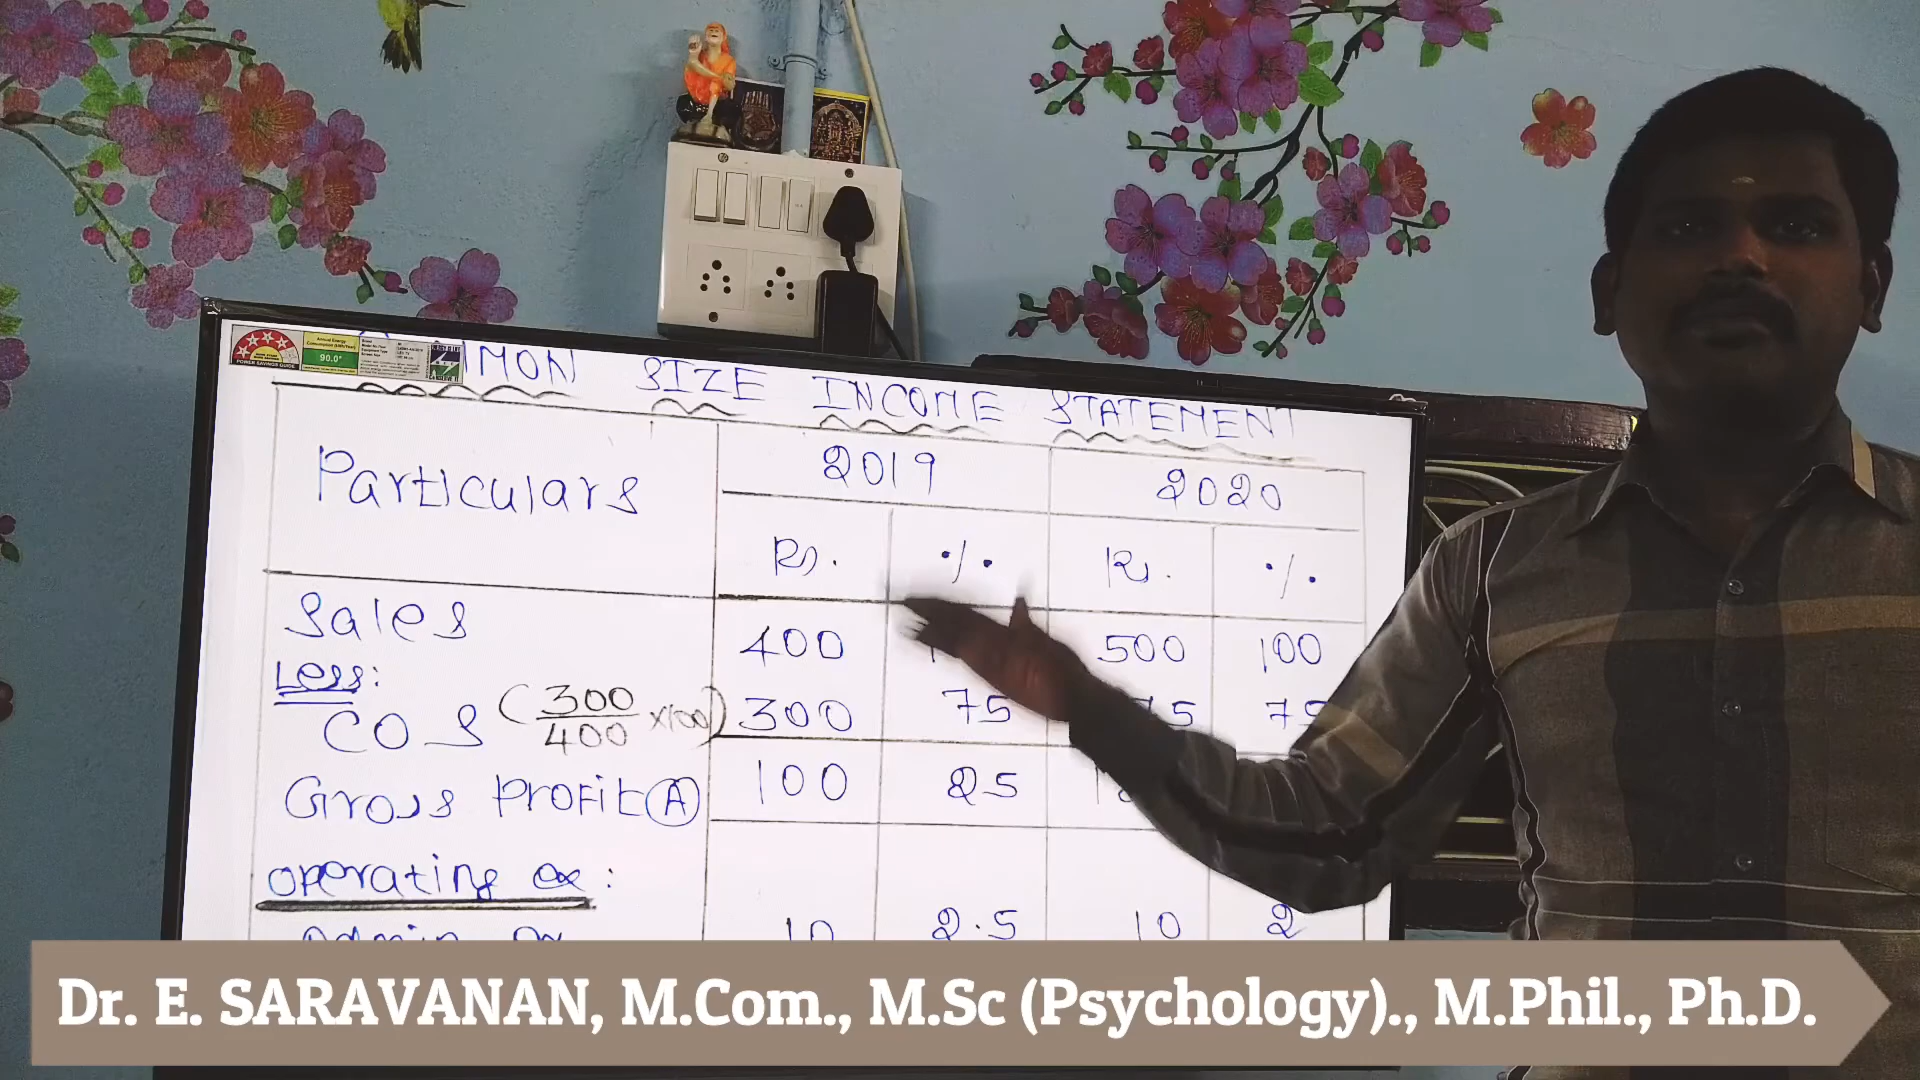 MON SIZE INCOME STATEMENT
Particulars 2019 2020
Rs. % Rs. %
Sales 400 500 100
Less:
COS (300/400 x100) 300 75 75
Gross Profit (A) 100 25
Operating ex:
10 2.5 10 2
Dr. E. SARAVANAN, M.Com., M.Sc (Psychology)., M.Phil., Ph.D.
90.0*